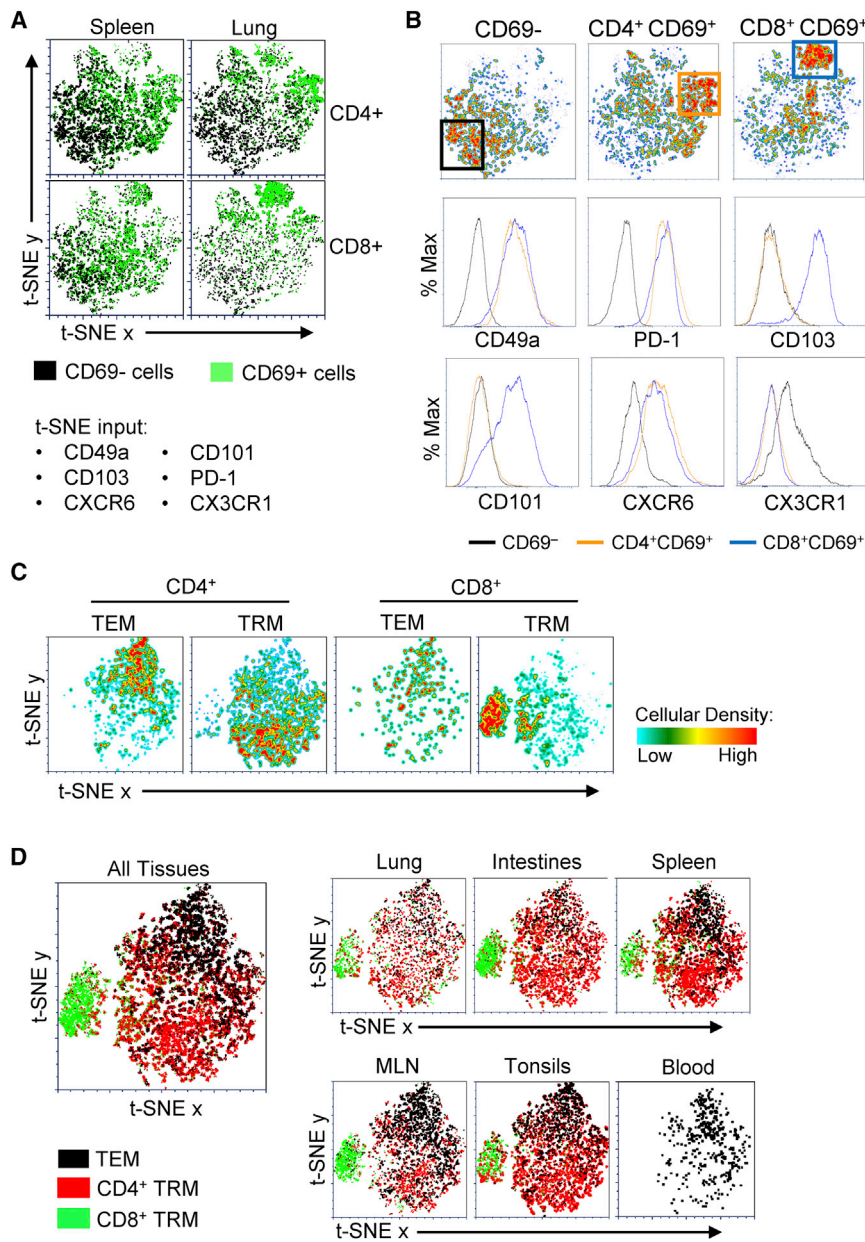 A
Spleen Lung
CD4+
CD8+
t-SNE y
t-SNE x
CD69- cells CD69+ cells
t-SNE input:
• CD49a • CD101
• CD103 • PD-1
• CXCR6 • CX3CR1
B
CD69- CD4⁺ CD69⁺ CD8⁺ CD69⁺
% Max
CD49a PD-1 CD103
% Max
CD101 CXCR6 CX3CR1
CD69⁻ CD4⁺CD69⁺ CD8⁺CD69⁺
C
CD4⁺ CD8⁺
TEM TRM TEM TRM
t-SNE y
t-SNE x
Cellular Density:
Low High
D
All Tissues
t-SNE y
t-SNE x
TEM
CD4⁺ TRM
CD8⁺ TRM
Lung Intestines Spleen
t-SNE y
t-SNE x
MLN Tonsils Blood
t-SNE y
t-SNE x